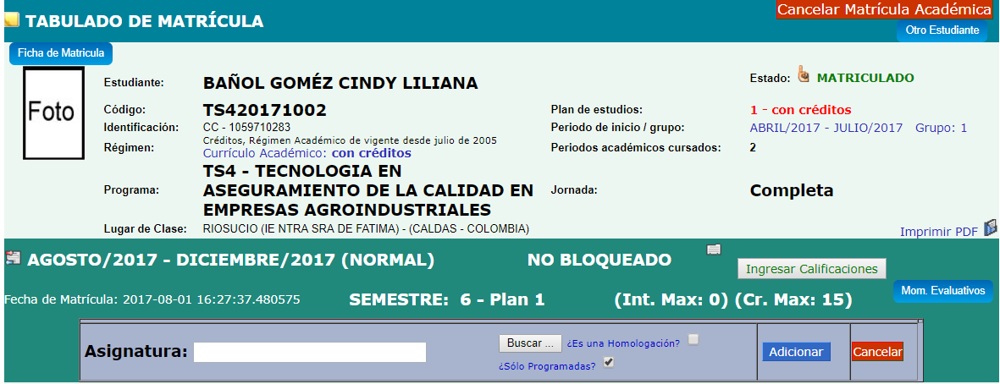 Cancelar Matrícula Académica
TABULADO DE MATRÍCULA
Otro Estudiante
Ficha de Matricula
Foto
Estudiante: BAÑOL GOMÉZ CINDY LILIANA Estado: MATRICULADO
Código: TS420171002 Plan de estudios: 1 - con créditos
Identificación: CC - 1059710283 Periodo de inicio / grupo: ABRIL/2017 - JULIO/2017 Grupo: 1
Créditos, Régimen Académico de vigente desde julio de 2005
Régimen: Currículo Académico: con créditos Periodos académicos cursados: 2
TS4 - TECNOLOGIA EN
Programa: ASEGURAMIENTO DE LA CALIDAD EN Jornada: Completa
EMPRESAS AGROINDUSTRIALES
Lugar de Clase: RIOSUCIO (IE NTRA SRA DE FATIMA) - (CALDAS - COLOMBIA) Imprimir PDF
AGOSTO/2017 - DICIEMBRE/2017 (NORMAL) NO BLOQUEADO Ingresar Calificaciones
Fecha de Matrícula: 2017-08-01 16:27:37.480575 SEMESTRE: 6 - Plan 1 (Int. Max: 0) (Cr. Max: 15) Mom. Evaluativos
Asignatura: Buscar ... ¿Es una Homologación? Adicionar Cancelar
¿Sólo Programadas?